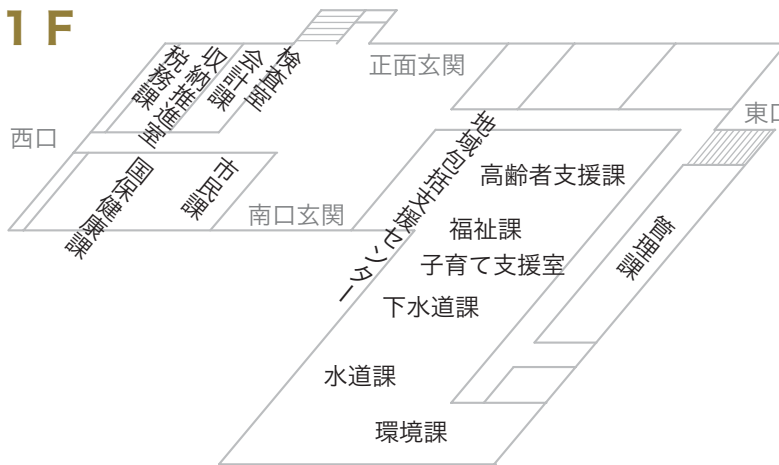 1F
税務課
収納推進室
会計課
検査室
正面玄関
東口
西口
国保健康課
市民課
南口玄関
地域包括支援センター
高齢者支援課
福祉課
子育て支援室
下水道課
管理課
水道課
環境課